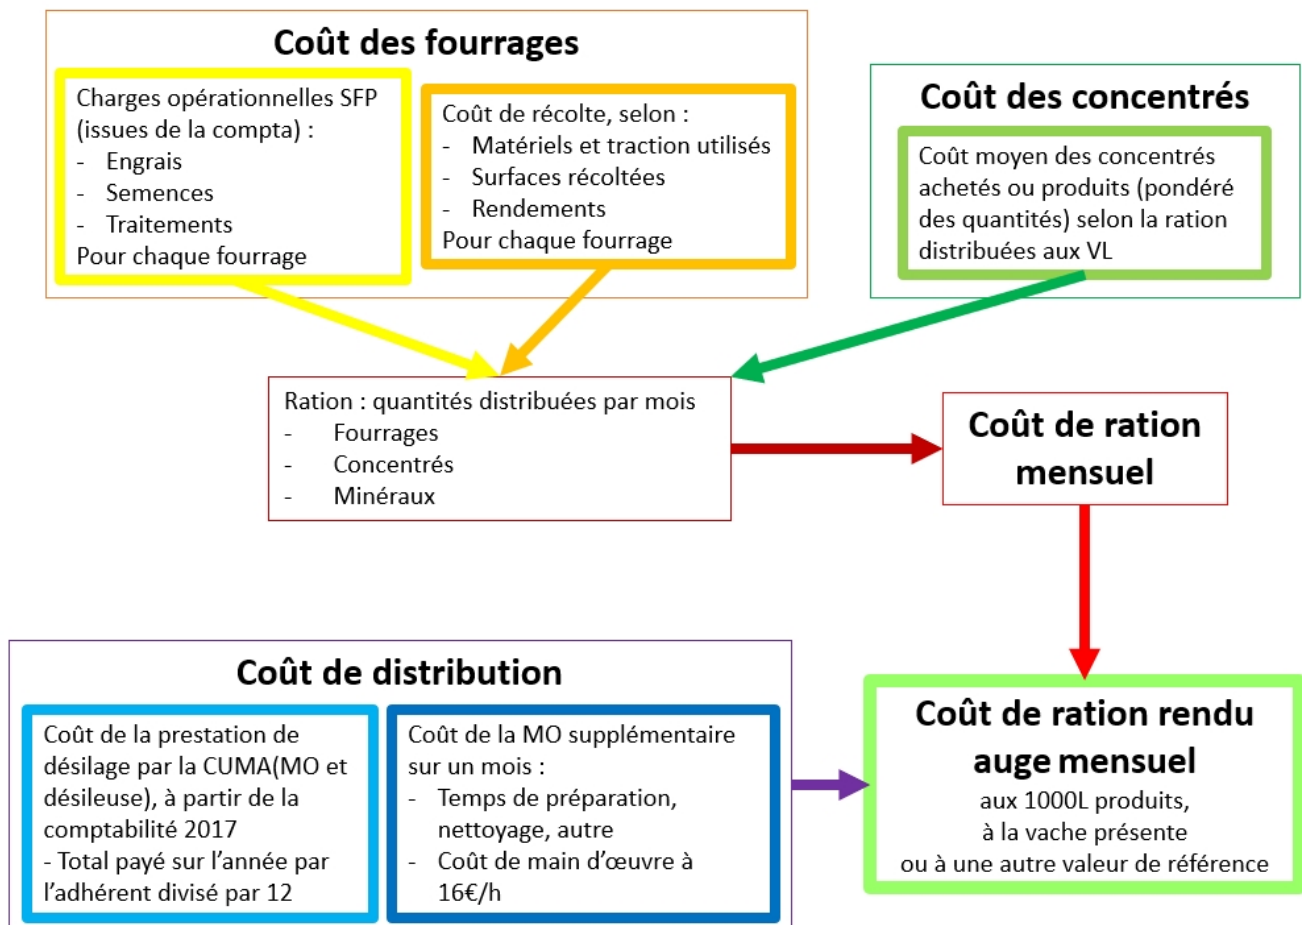 Coût des fourrages
Charges opérationnelles SFP
(issues de la compta) :
- Engrais
- Semences
- Traitements
Pour chaque fourrage
Coût de récolte, selon :
- Matériels et traction utilisés
- Surfaces récoltées
- Rendements
Pour chaque fourrage
Coût des concentrés
Coût moyen des concentrés
achetés ou produits (pondéré
des quantités) selon la ration
distribuées aux VL
Ration : quantités distribuées par mois
- Fourrages
- Concentrés
- Minéraux
Coût de ration
mensuel
Coût de distribution
Coût de la prestation de
désilage par la CUMA(MO et
désileuse), à partir de la
comptabilité 2017
- Total payé sur l’année par
l’adhérent divisé par 12
Coût de la MO supplémentaire
sur un mois :
- Temps de préparation,
nettoyage, autre
- Coût de main d’œuvre à
16€/h
Coût de ration rendu
auge mensuel
aux 1000L produits,
à la vache présente
ou à une autre valeur de référence